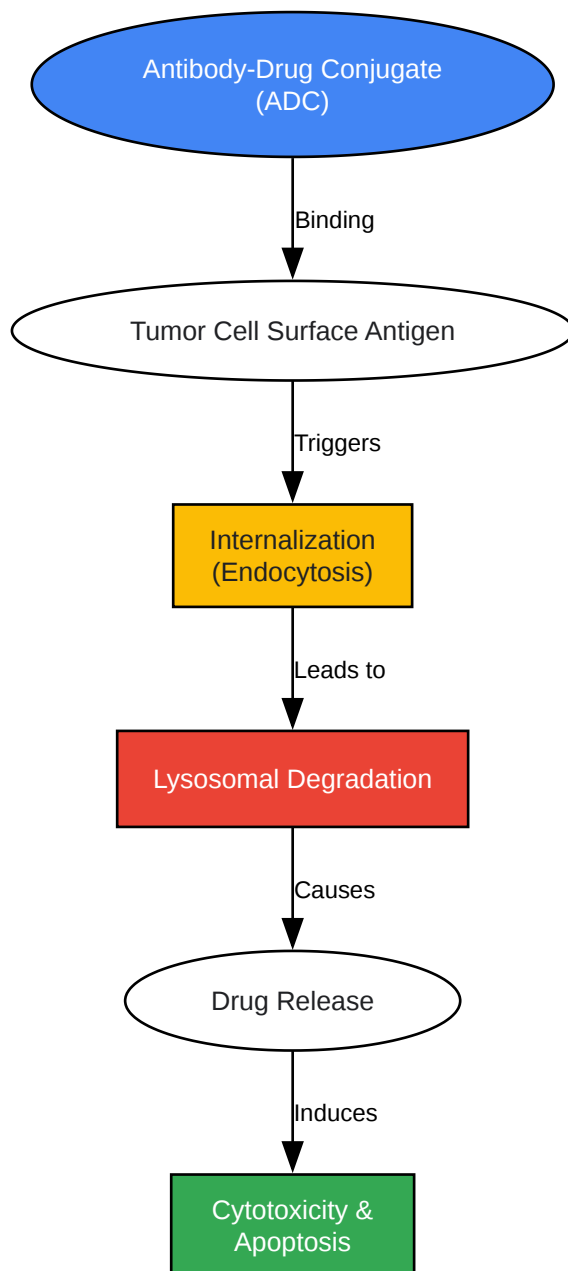 Antibody-Drug Conjugate
(ADC)
Binding
Tumor Cell Surface Antigen
Triggers
Internalization
(Endocytosis)
Leads to
Lysosomal Degradation
Causes
Drug Release
Induces
Cytotoxicity &
Apoptosis